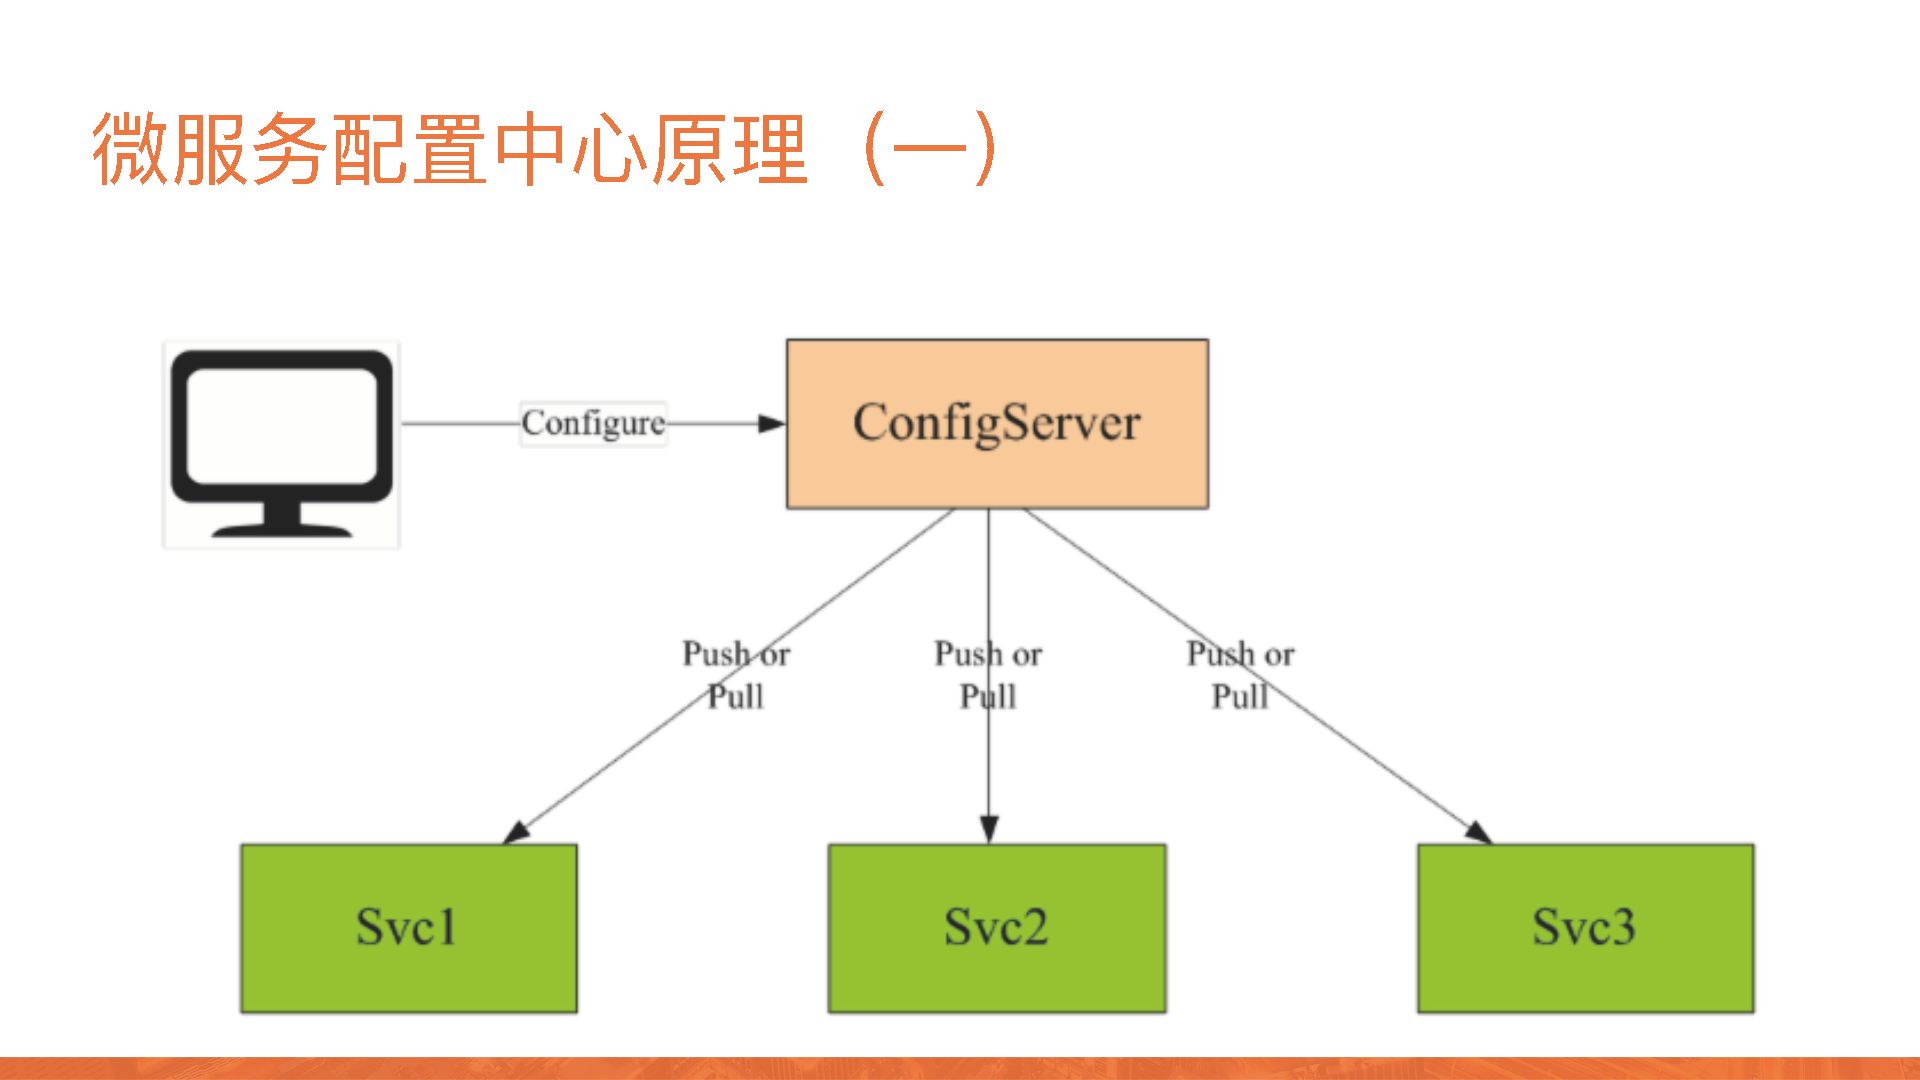 微服务配置中心原理（一）
Configure
ConfigServer
Push or
Pull
Push or
Pull
Push or
Pull
Svc1
Svc2
Svc3